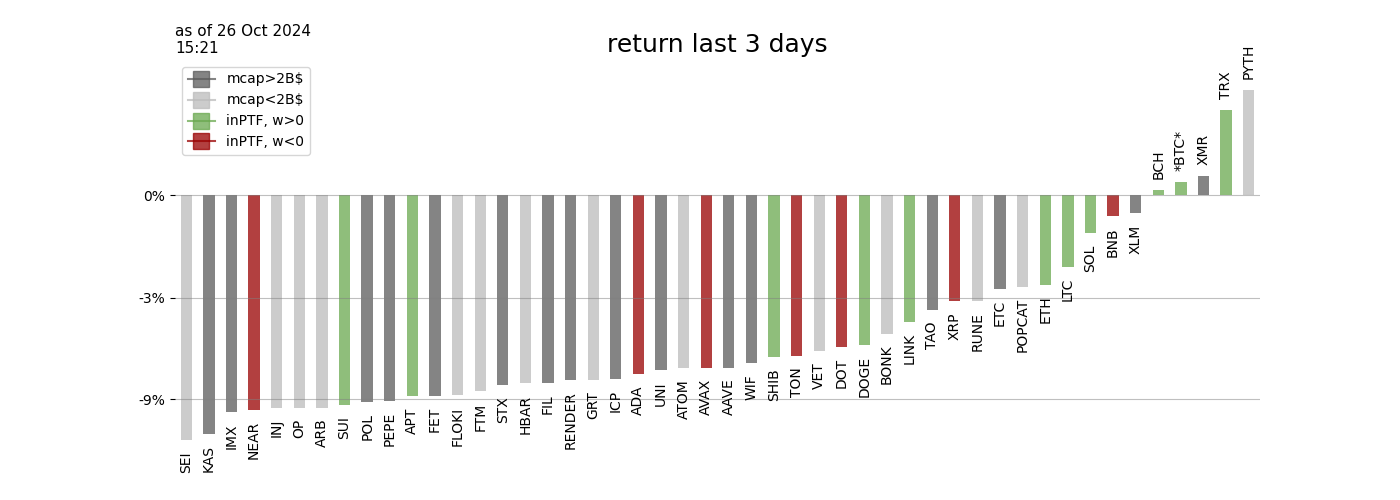 as of 26 Oct 2024
15:21
return last 3 days
mcap>2B$
mcap<2B$
inPTF, w>0
inPTF, w<0
0%
-3%
-9%
SEI
KAS
IMX
NEAR
INJ
OP
ARB
SUI
POL
PEPE
APT
FET
FLOKI
FTM
STX
HBAR
FIL
RENDER
GRT
ICP
ADA
UNI
ATOM
AVAX
AAVE
WIF
SHIB
TON
VET
DOT
DOGE
BONK
LINK
TAO
XRP
RUNE
ETC
POPCAT
ETH
LTC
SOL
BNB
XLM
BCH
*BTC*
XMR
TRX
PYTH